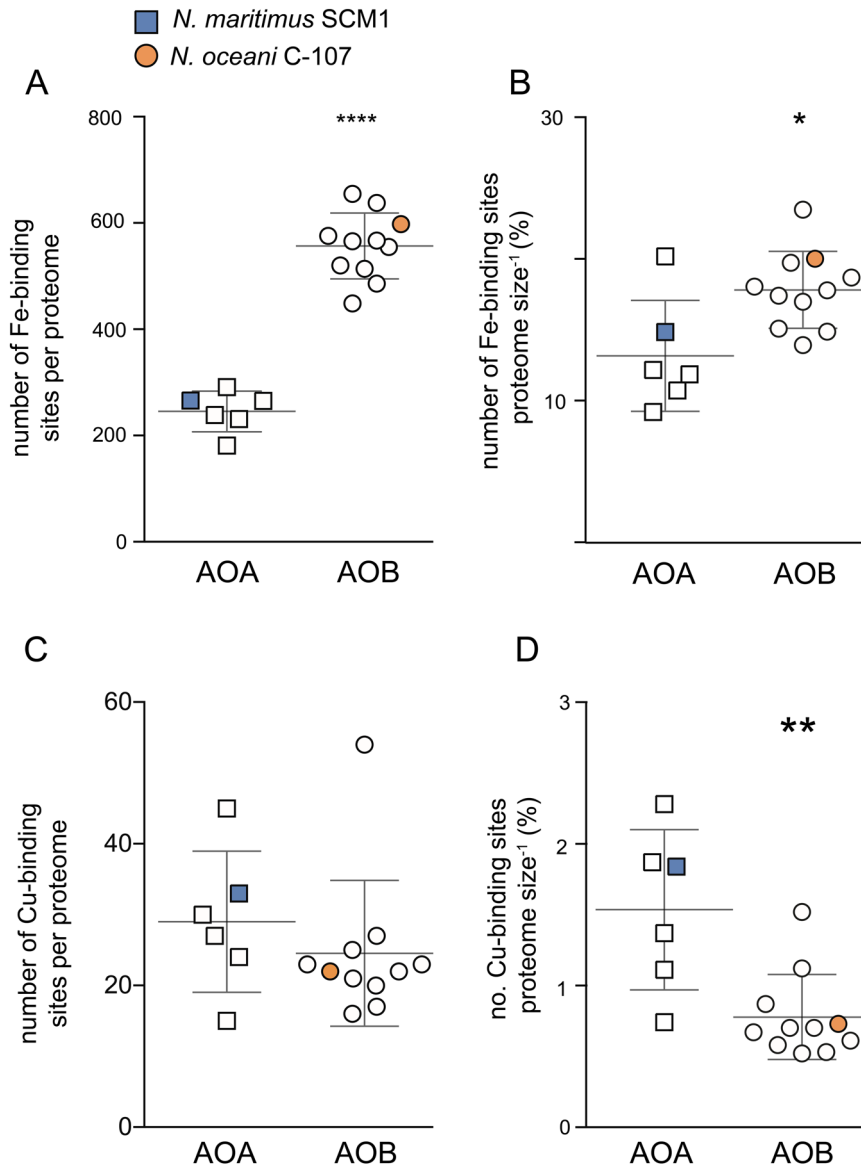 N. maritimus SCM1
N. oceani C-107
A
800
600
400
200
0
number of Fe-binding
sites per proteome
****
AOA
AOB
B
30
10
number of Fe-binding sites
proteome size⁻¹ (%)
*
AOA
AOB
C
60
40
20
0
number of Cu-binding
sites per proteome
AOA
AOB
D
3
2
1
0
no. Cu-binding sites
proteome size⁻¹ (%)
**
AOA
AOB